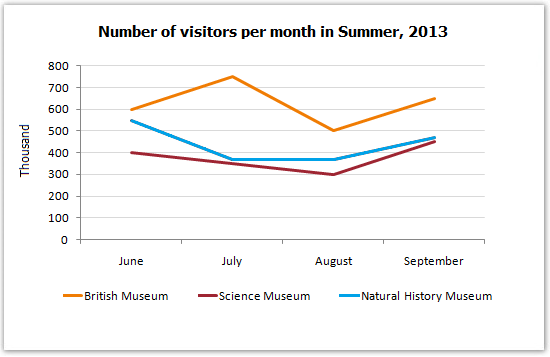 Number of visitors per month in Summer, 2013
800
700
600
500
400
300
200
100
0
Thousand
June July August September
British Museum Science Museum Natural History Museum